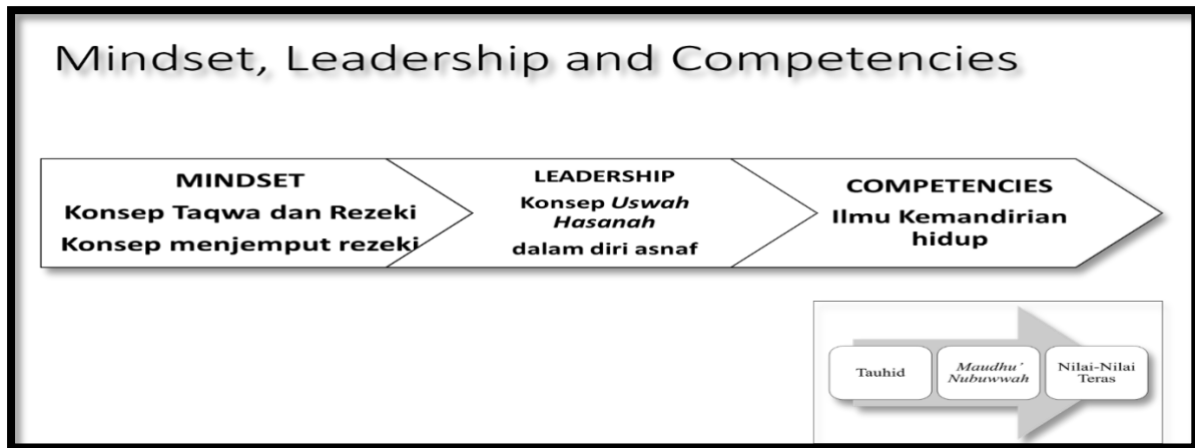 Mindset, Leadership and Competencies
MINDSET
Konsep Taqwa dan Rezeki
Konsep menjemput rezeki
LEADERSHIP
Konsep Uswah
Hasanah
dalam diri asnaf
COMPETENCIES
Ilmu Kemandirian
hidup
Tauhid
Maudhu'
Nubuwwah
Nilai-Nilai
Teras